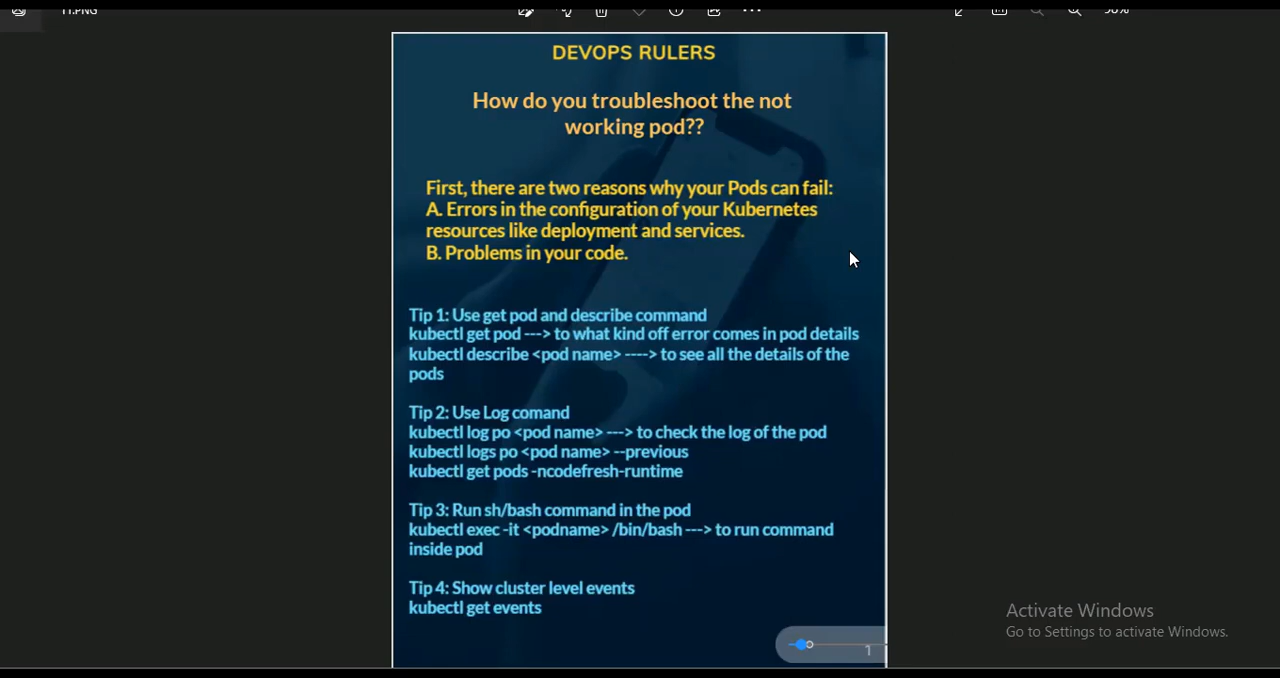 DEVOPS RULERS
How do you troubleshoot the not
working pod??
First, there are two reasons why your Pods can fail:
A. Errors in the configuration of your Kubernetes
resources like deployment and services.
B. Problems in your code.
Tip 1: Use get pod and describe command
kubectl get pod ---> to what kind off error comes in pod details
kubectl describe <pod name> ----> to see all the details of the
pods
Tip 2: Use Log comand
kubectl log po <pod name> ---> to check the log of the pod
kubectl logs po <pod name> --previous
kubectl get pods -ncodefresh-runtime
Tip 3: Run sh/bash command in the pod
kubectl exec -it <podname> /bin/bash ---> to run command
inside pod
Tip 4: Show cluster level events
kubectl get events
1
Activate Windows
Go to Settings to activate Windows.